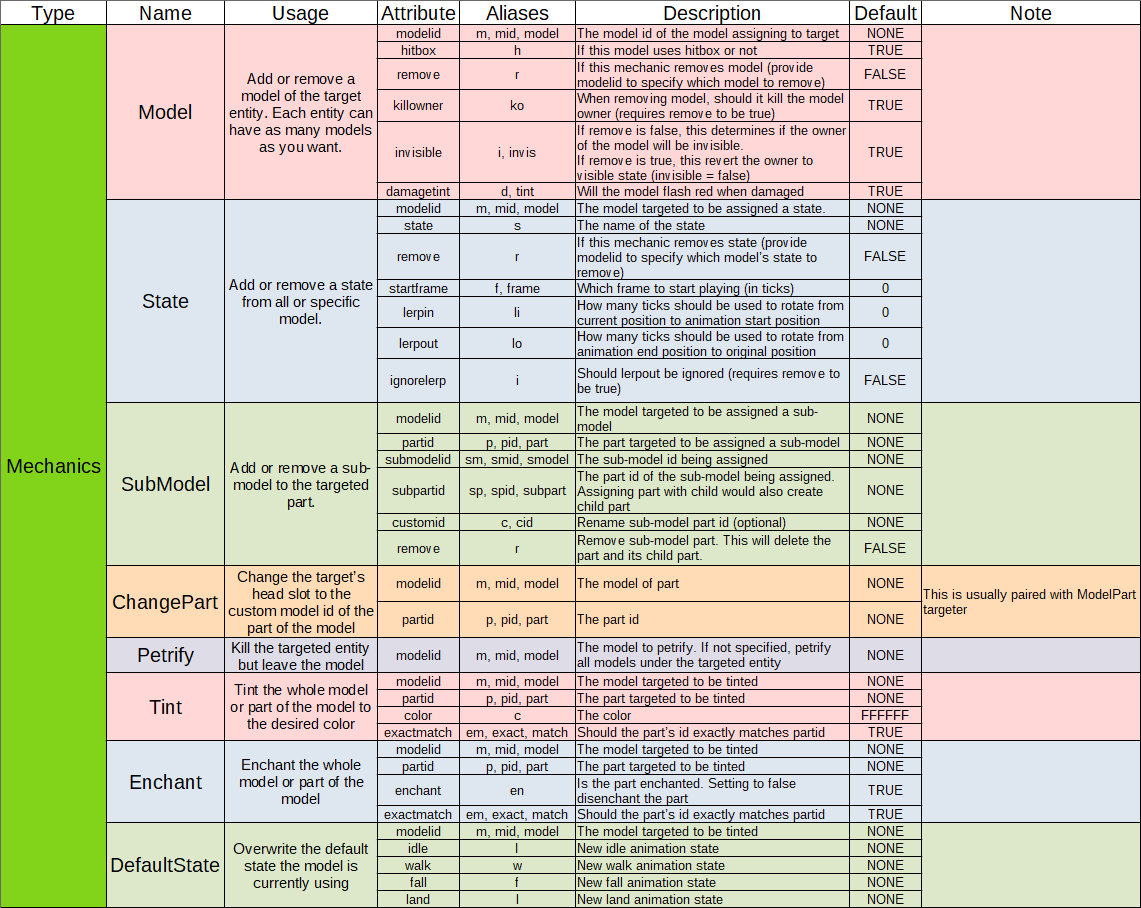 Type Name Usage Attribute Aliases Description Default Note
Mechanics
Model
Add or remove a
model of the target
entity. Each entity can
have as many models
as you want.
modelid m, mid, model The model id of the model assigning to target NONE
hitbox h If this model uses hitbox or not TRUE
remove r If this mechanic removes model (provide
modelid to specify which model to remove) FALSE
killowner ko When removing model, should it kill the model
owner (requires remove to be true) TRUE
invisible i, invis If remove is false, this determines if the owner
of the model will be invisible.
If remove is true, this revert the owner to
visible state (invisible = false) TRUE
damagetint d, tint Will the model flash red when damaged TRUE
State
Add or remove a state
from all or specific
model.
modelid m, mid, model The model targeted to be assigned a state. NONE
state s The name of the state NONE
remove r If this mechanic removes state (provide
modelid to specify which model's state to
remove) FALSE
startframe f, frame Which frame to start playing (in ticks) 0
lerpin li How many ticks should be used to rotate from
current position to animation start position 0
lerpout lo How many ticks should be used to rotate from
animation end position to original position 0
ignorelerp i Should lerpout be ignored (requires remove to
be true) FALSE
SubModel
Add or remove a sub-
model to the targeted
part.
modelid m, mid, model The model targeted to be assigned a sub-
model NONE
partid p, pid, part The part targeted to be assigned a sub-model NONE
submodelid sm, smid, smodel The sub-model id being assigned NONE
subpartid sp, spid, subpart The part id of the sub-model being assigned.
Assigning part with child would also create
child part NONE
customid c, cid Rename sub-model part id (optional) NONE
remove r Remove sub-model part. This will delete the
part and its child part. FALSE
ChangePart
Change the target's
head slot to the
custom model id of the
part of the model
modelid m, mid, model The model of part NONE
partid p, pid, part The part id NONE
This is usually paired with ModelPart
targeter
Petrify
Kill the targeted entity
but leave the model
modelid m, mid, model The model to petrify. If not specified, petrify
all models under the targeted entity NONE
Tint
Tint the whole model
or part of the model to
the desired color
modelid m, mid, model The model targeted to be tinted NONE
partid p, pid, part The part targeted to be tinted NONE
color c The color FFFFFF
exactmatch em, exact, match Should the part's id exactly matches partid TRUE
Enchant
Enchant the whole
model or part of the
model
modelid m, mid, model The model targeted to be tinted NONE
partid p, pid, part The part targeted to be tinted NONE
enchant en Is the part enchanted. Setting to false
disenchant the part TRUE
exactmatch em, exact, match Should the part's id exactly matches partid TRUE
DefaultState
Overwrite the default
state the model is
currently using
modelid m, mid, model The model targeted to be tinted NONE
idle I New idle animation state NONE
walk w New walk animation state NONE
fall f New fall animation state NONE
land l New land animation state NONE